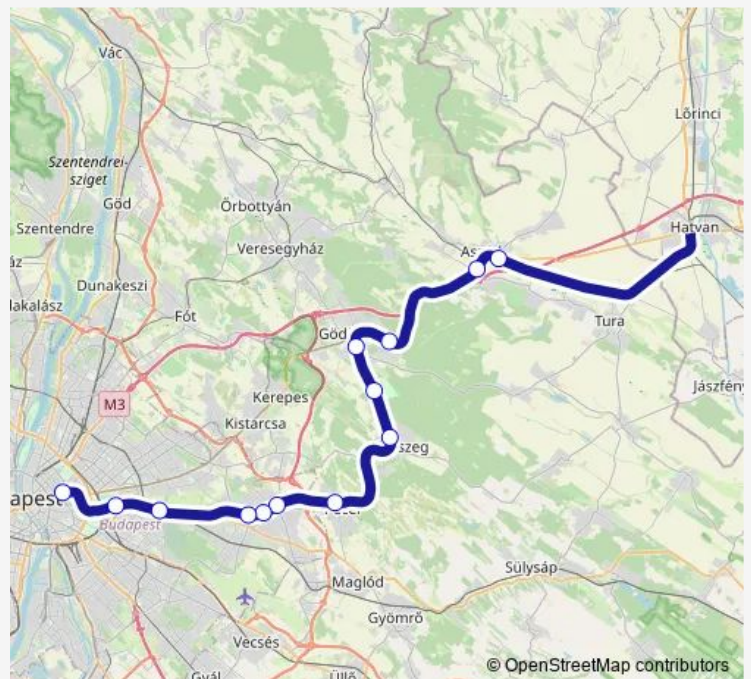 Vác
Lőrinci
Szentendrei-
sziget
Göd
Őrbottyán
Szentendre
Hatvan
Veresegyház
Dunakeszi
Fót
Tura
Göd
M3
Kerepes
Kistarcsa
szeg
Budapest
Sülysáp
Maglód
Gyömrő
Vecsés
© OpenStreetMap contributors